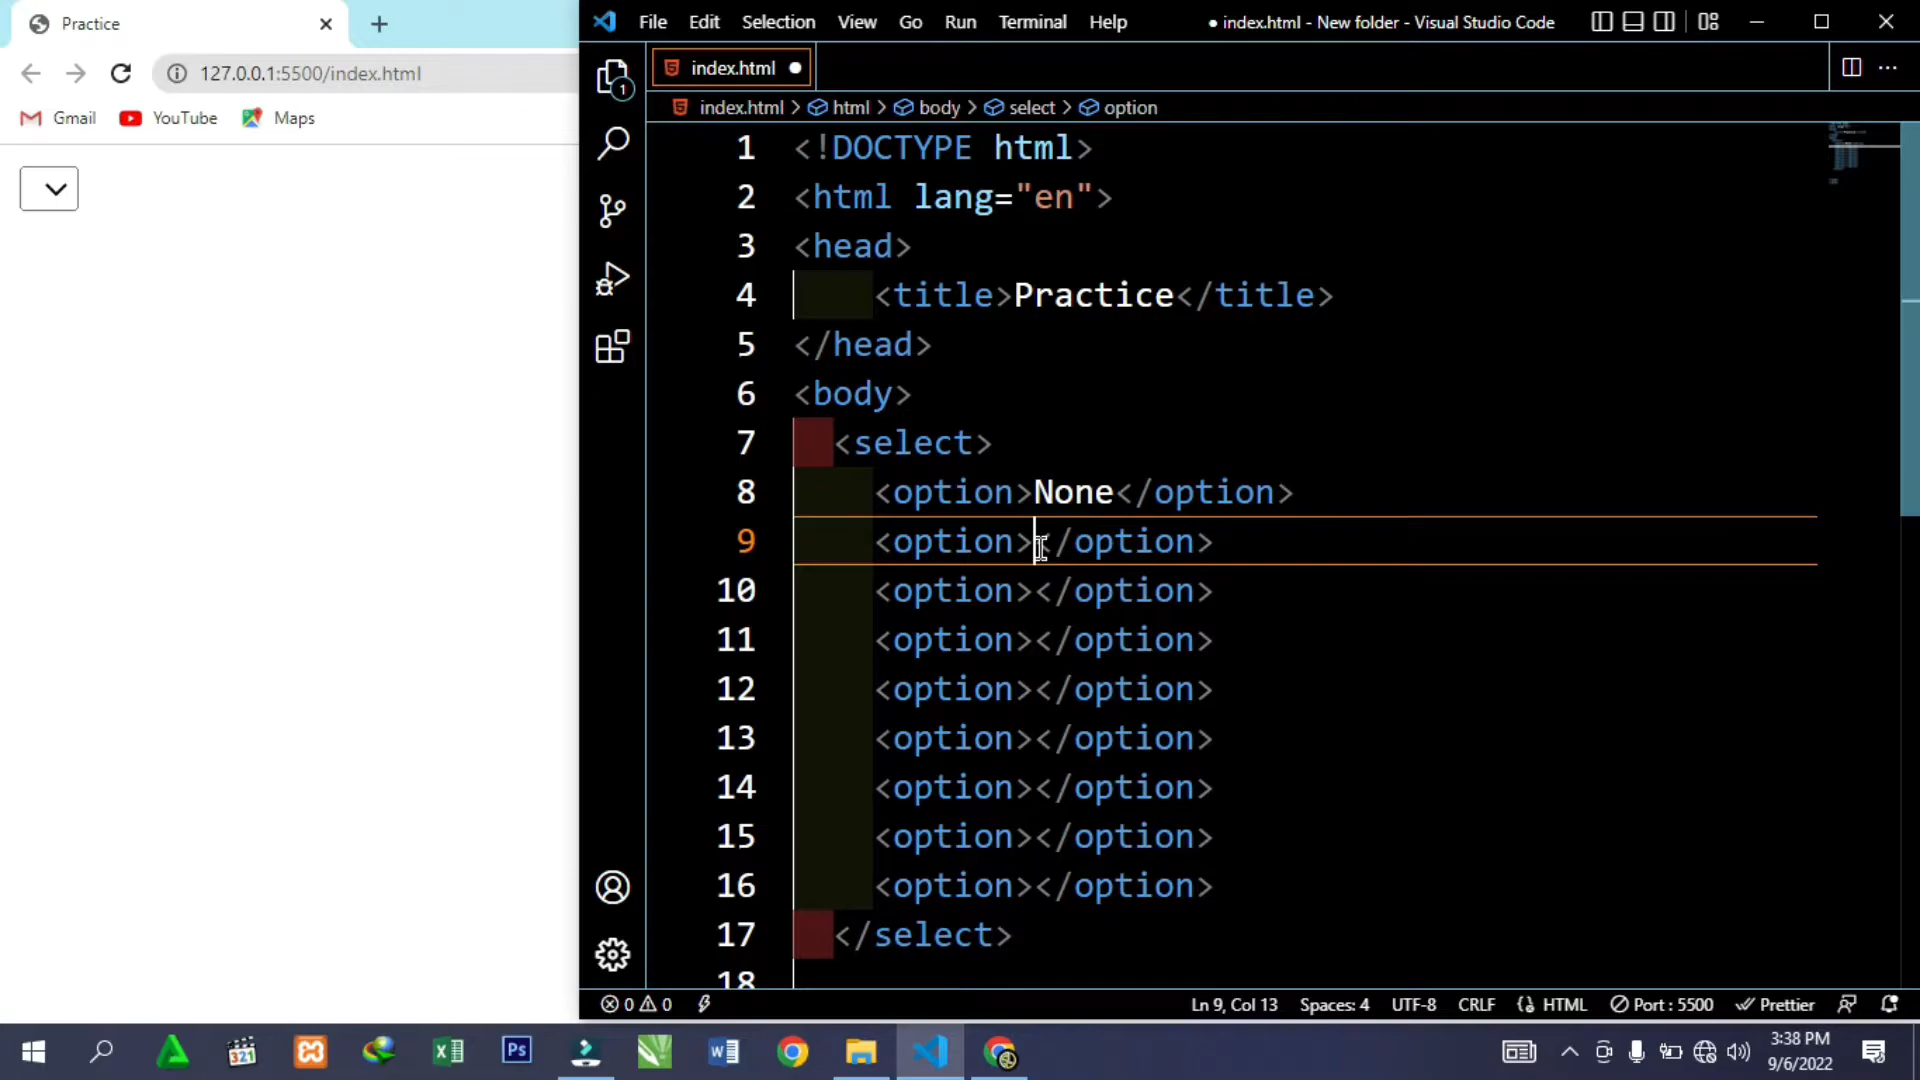 Practice
127.0.0.1:5500/index.html
Gmail YouTube Maps
File Edit Selection View Go Run Terminal Help ● index.html - New folder - Visual Studio Code
index.html ●
index.html > html > body > select > option
1
1 <!DOCTYPE html>
2 <html lang="en">
3 <head>
4 <title>Practice</title>
5 </head>
6 <body>
7 <select>
8 <option>None</option>
9 <option></option>
10 <option></option>
11 <option></option>
12 <option></option>
13 <option></option>
14 <option></option>
15 <option></option>
16 <option></option>
17 </select>
18
0 0 Ln 9, Col 13 Spaces: 4 UTF-8 CRLF HTML Port : 5500 Prettier
321 Ps
3:38 PM
9/6/2022